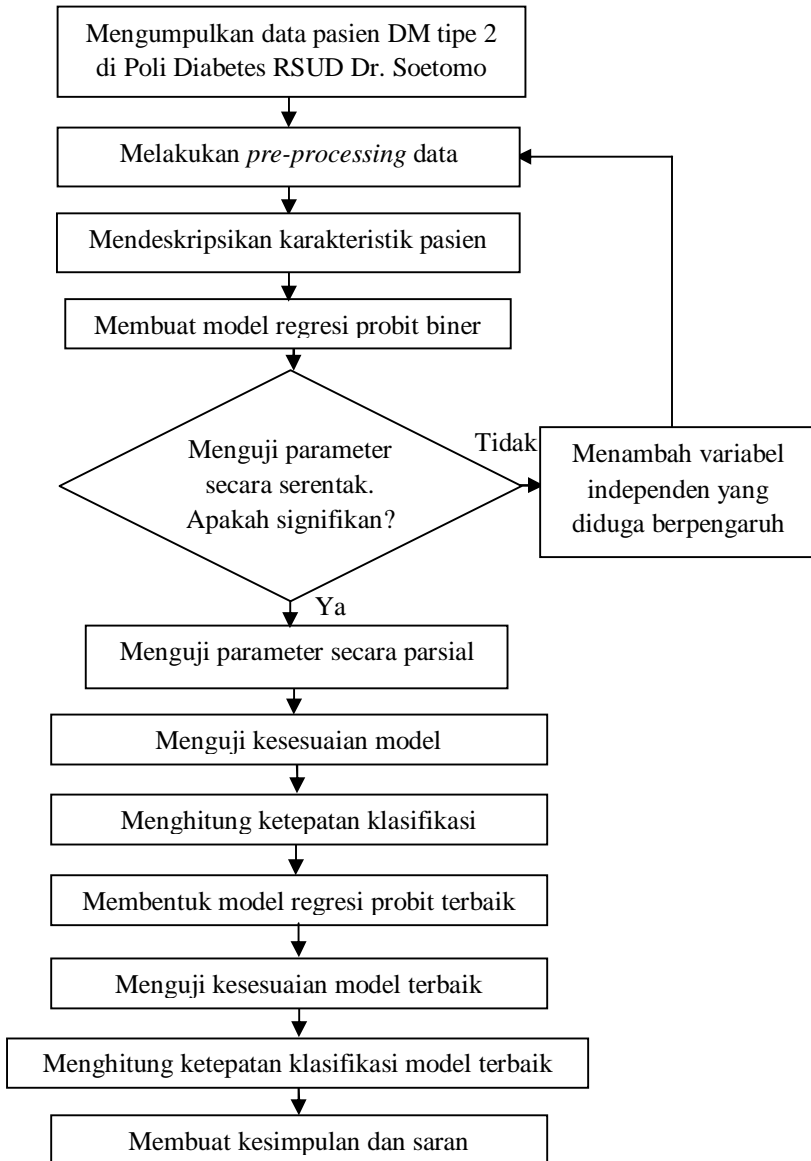 Mengumpulkan data pasien DM tipe 2
di Poli Diabetes RSUD Dr. Soetomo
Melakukan pre-processing data
Mendeskripsikan karakteristik pasien
Membuat model regresi probit biner
Menguji parameter
secara serentak.
Apakah signifikan?
Tidak
Menambah variabel
independen yang
diduga berpengaruh
Ya
Menguji parameter secara parsial
Menguji kesesuaian model
Menghitung ketepatan klasifikasi
Membentuk model regresi probit terbaik
Menguji kesesuaian model terbaik
Menghitung ketepatan klasifikasi model terbaik
Membuat kesimpulan dan saran